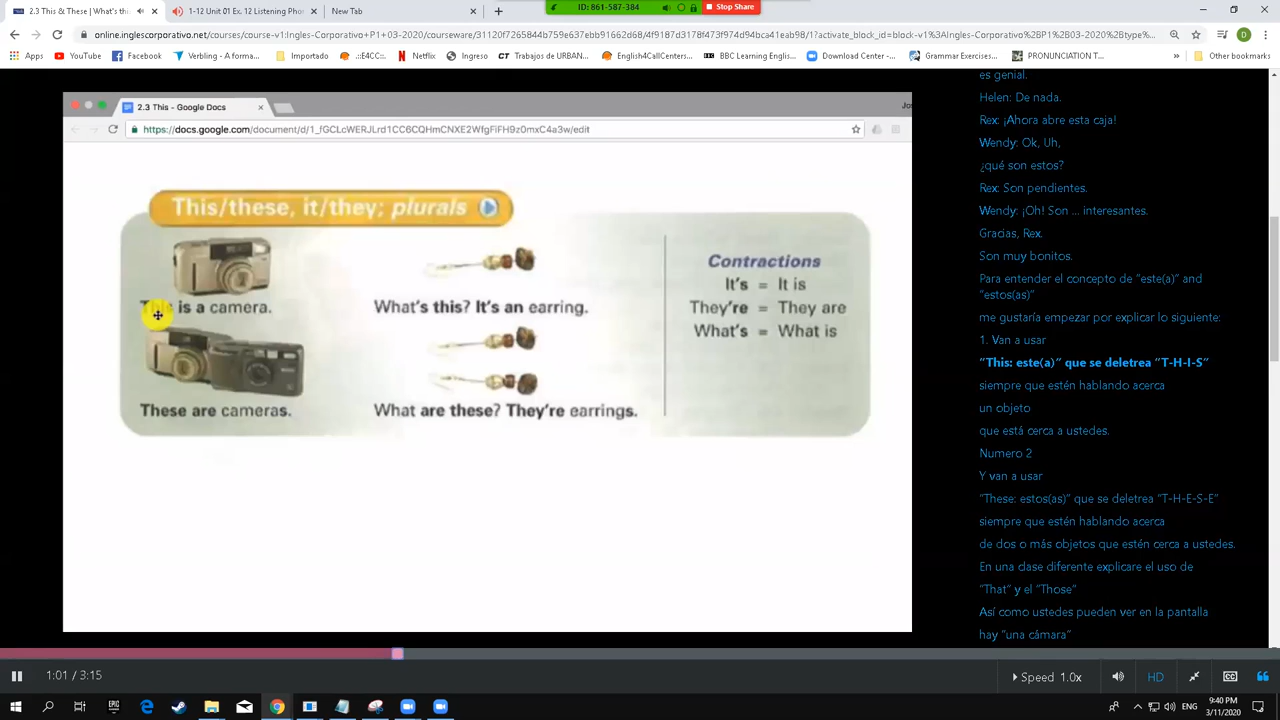 2.3 This & These | What's thi
1-12 Unit 01 Ex. 12 Listening Pho
New Tab
ID: 861-587-384
Stop Share
online.inglescorporativo.net/courses/course-v1:Ingles-Corporativo+P1+03-2020/courseware/31120f7265844b759e637ebb91662d68/4f9187d3178f473f974d94bba41eab98/1?activate_block_id=block-v1%3AIngles-Corporativo%2BP1%2B03-2020%2Btype%...
Apps
YouTube
Facebook
Verbling - A forma...
Importado
.::E4CC::.
Netflix
Ingreso
Trabajos de URBAN...
English4CallCenters...
BBC Learning Engli...
Download Center -...
Grammar Exercises...
PRONUNCIATION T...
Other bookmarks
2.3 This - Google Docs
https://docs.google.com/document/d/1_fGCLcWERJLrd1CC6CQHmCNXE2WfgFiFH9z0mxC4a3w/edit
This/these, it/they; plurals
This is a camera.
What's this? It's an earring.
These are cameras.
What are these? They're earrings.
Contractions
It's = It is
They're = They are
What's = What is
es genial.
Helen: De nada.
Rex: ¡Ahora abre esta caja!
Wendy: Ok, Uh,
¿qué son estos?
Rex: Son pendientes.
Wendy: ¡Oh! Son ... interesantes.
Gracias, Rex.
Son muy bonitos.
Para entender el concepto de "este(a)" and
"estos(as)"
me gustaría empezar por explicar lo siguiente:
1. Van a usar
"This: este(a)" que se deletrea "T-H-I-S"
siempre que estén hablando acerca
un objeto
que está cerca a ustedes.
Numero 2
Y van a usar
"These: estos(as)" que se deletrea "T-H-E-S-E"
siempre que estén hablando acerca
de dos o más objetos que estén cerca a ustedes.
En una clase diferente explicare el uso de
"That" y el "Those"
Así como ustedes pueden ver en la pantalla
hay "una cámara"
1:01 / 3:15
Speed 1.0x
HD
ENG
9:40 PM
3/11/2020